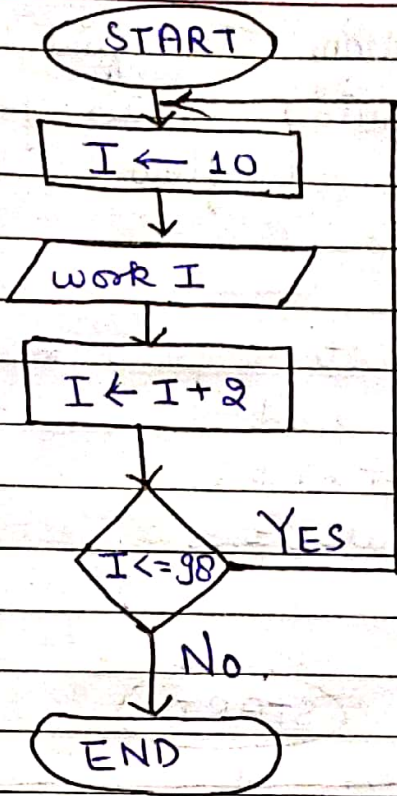 START
I ← 10
work I
I ← I + 2
I <= 98
YES
No.
END